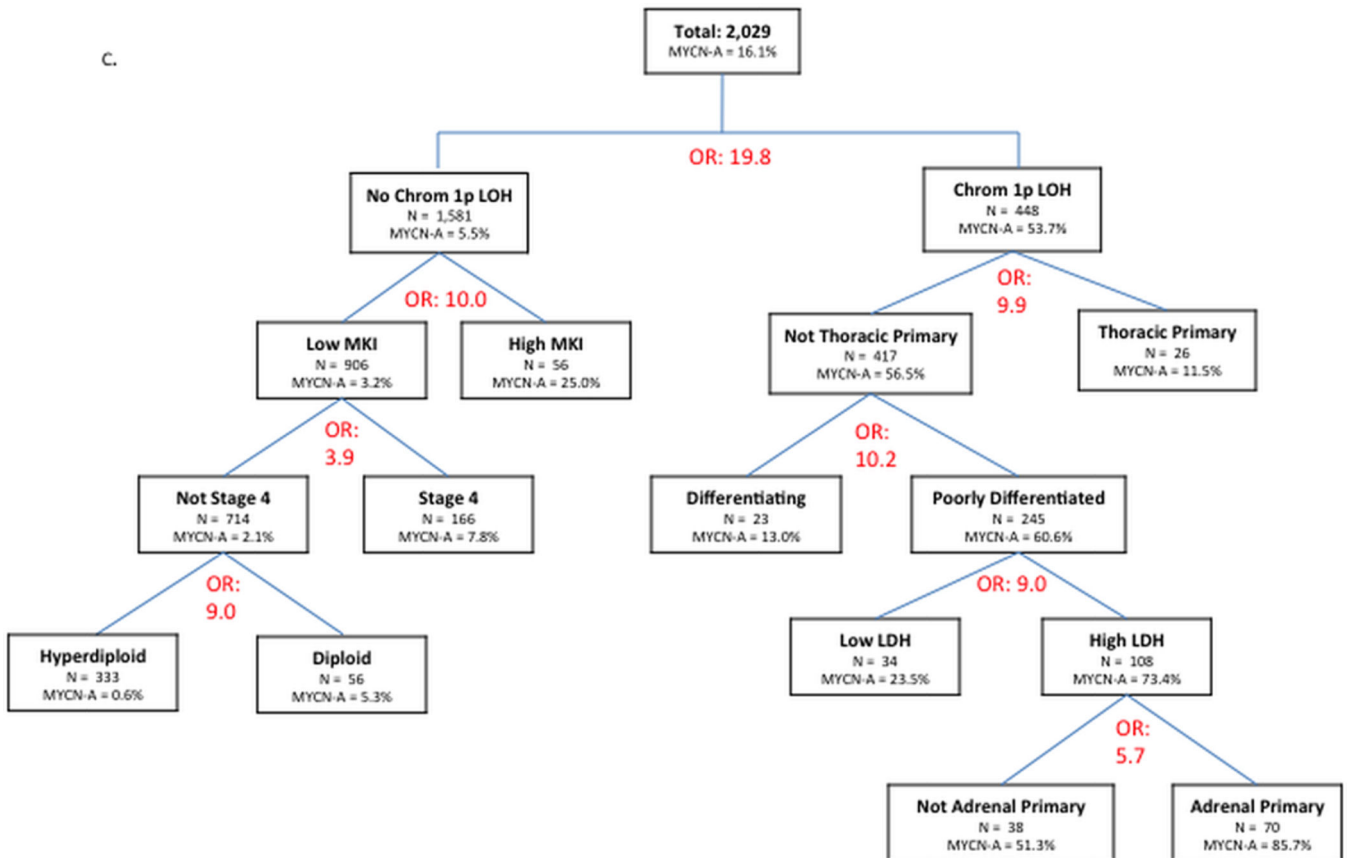 c.
Total: 2,029
MYCN-A = 16.1%
OR: 19.8
No Chrom 1p LOH
N = 1,581
MYCN-A = 5.5%
Chrom 1p LOH
N = 448
MYCN-A = 53.7%
OR: 10.0
OR:
9.9
Low MKI
N = 906
MYCN-A = 3.2%
High MKI
N = 56
MYCN-A = 25.0%
Not Thoracic Primary
N = 417
MYCN-A = 56.5%
Thoracic Primary
N = 26
MYCN-A = 11.5%
OR:
3.9
OR:
10.2
Not Stage 4
N = 714
MYCN-A = 2.1%
Stage 4
N = 166
MYCN-A = 7.8%
Differentiating
N = 23
MYCN-A = 13.0%
Poorly Differentiated
N = 245
MYCN-A = 60.6%
OR:
9.0
OR: 9.0
Hyperdiploid
N = 333
MYCN-A = 0.6%
Diploid
N = 56
MYCN-A = 5.3%
Low LDH
N = 34
MYCN-A = 23.5%
High LDH
N = 108
MYCN-A = 73.4%
OR:
5.7
Not Adrenal Primary
N = 38
MYCN-A = 51.3%
Adrenal Primary
N = 70
MYCN-A = 85.7%